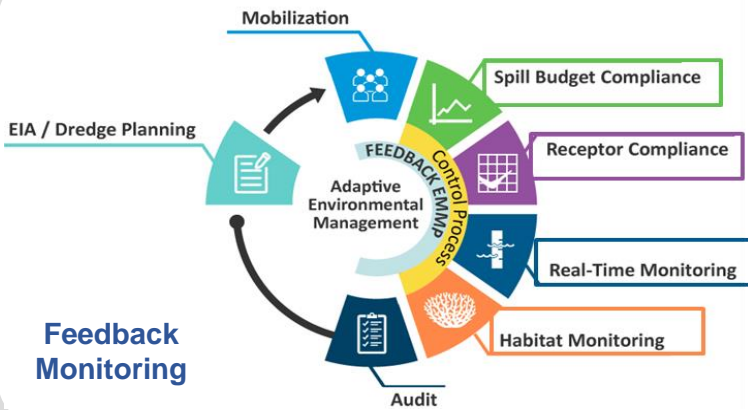 Mobilization
Spill Budget Compliance
EIA / Dredge Planning
Receptor Compliance
FEEDBACK EMMP
Control Process
Adaptive
Environmental
Management
Real-Time Monitoring
Feedback
Monitoring
Habitat Monitoring
Audit